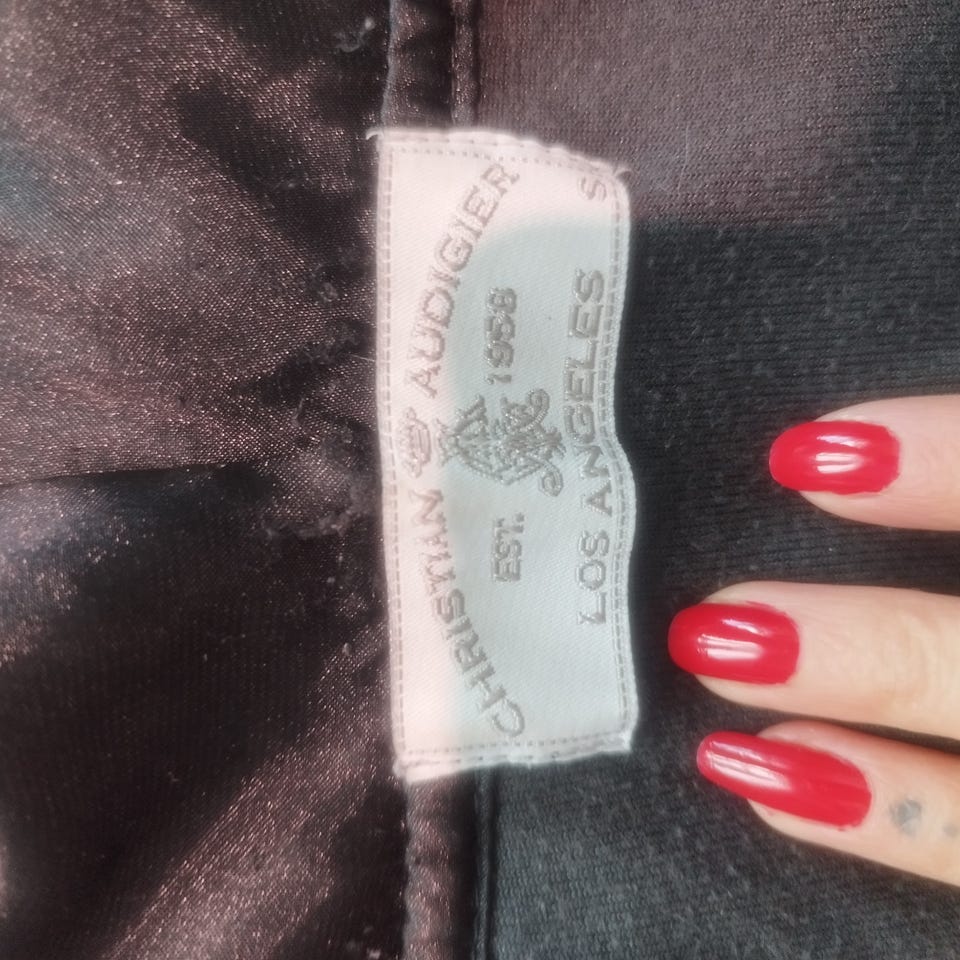 CHRISTIAN AUDIGIER
EST. 1958
LOS ANGELES
S